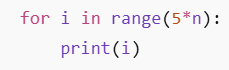 for i in range(5*n):
    print(i)